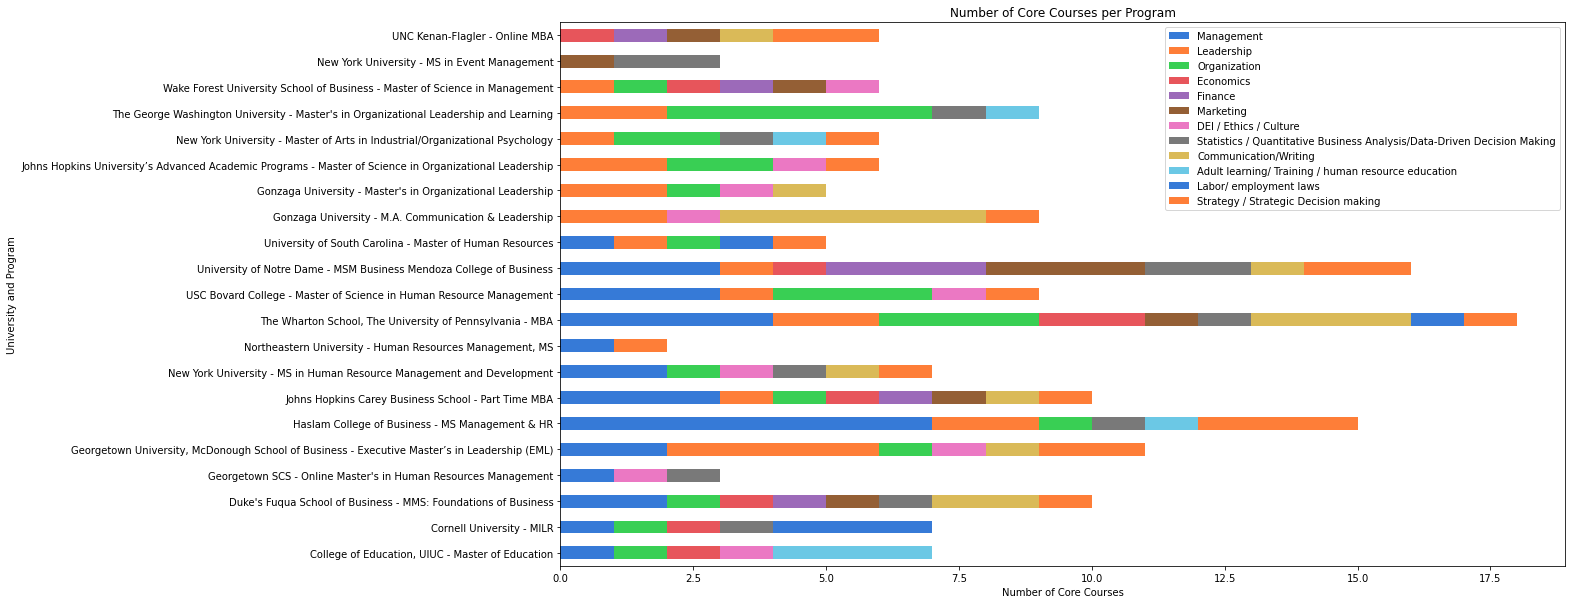 Number of Core Courses per Program
UNC Kenan-Flagler - Online MBA
New York University - MS in Event Management
Wake Forest University School of Business - Master of Science in Management
The George Washington University - Master's in Organizational Leadership and Learning
New York University - Master of Arts in Industrial/Organizational Psychology
Johns Hopkins University’s Advanced Academic Programs - Master of Science in Organizational Leadership
Gonzaga University - Master's in Organizational Leadership
Gonzaga University - M.A. Communication & Leadership
University of South Carolina - Master of Human Resources
University of Notre Dame - MSM Business Mendoza College of Business
USC Bovard College - Master of Science in Human Resource Management
The Wharton School, The University of Pennsylvania - MBA
Northeastern University - Human Resources Management, MS
New York University - MS in Human Resource Management and Development
Johns Hopkins Carey Business School - Part Time MBA
Haslam College of Business - MS Management & HR
Georgetown University, McDonough School of Business - Executive Master’s in Leadership (EML)
Georgetown SCS - Online Master's in Human Resources Management
Duke's Fuqua School of Business - MMS: Foundations of Business
Cornell University - MILR
College of Education, UIUC - Master of Education
University and Program
Management
Leadership
Organization
Economics
Finance
Marketing
DEI / Ethics / Culture
Statistics / Quantitative Business Analysis/Data-Driven Decision Making
Communication/Writing
Adult learning/ Training / human resource education
Labor/ employment laws
Strategy / Strategic Decision making
0.0 2.5 5.0 7.5 10.0 12.5 15.0 17.5
Number of Core Courses